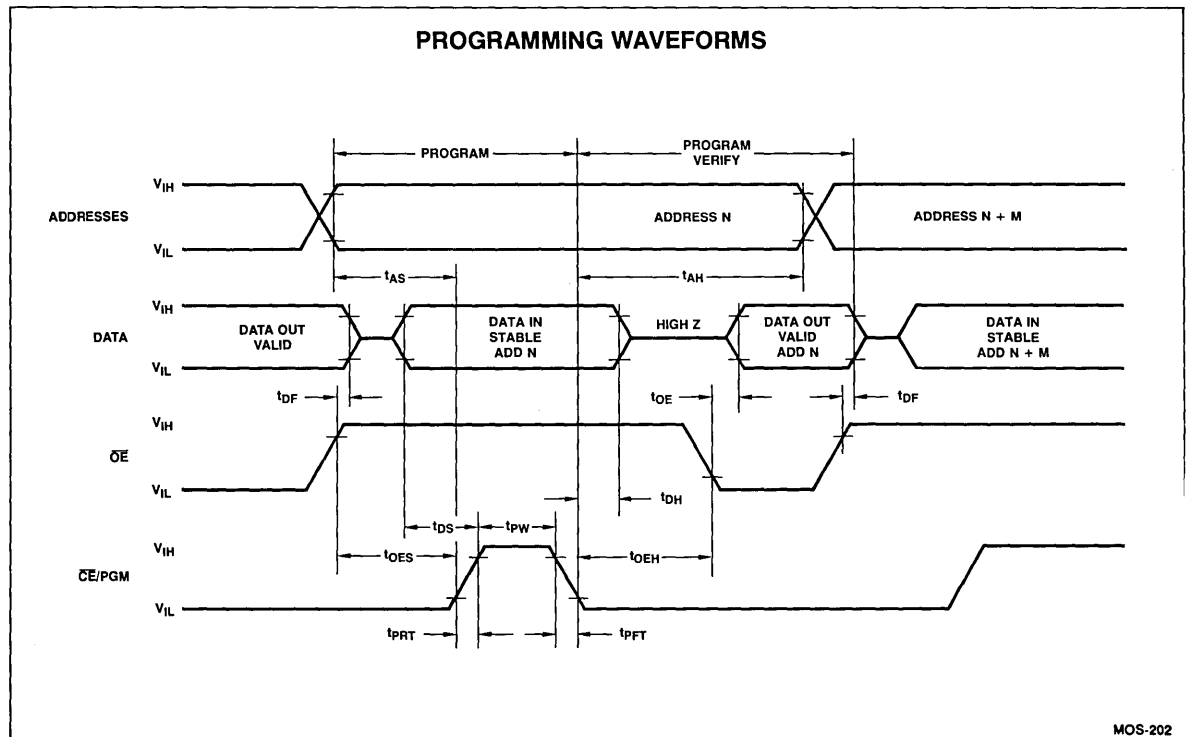 PROGRAMMING WAVEFORMS
PROGRAM
PROGRAM
VERIFY
VIH
ADDRESSES
ADDRESS N
ADDRESS N + M
VIL
tAS
tAH
VIH
DATA
DATA OUT
VALID
DATA IN
STABLE
ADD N
HIGH Z
DATA OUT
VALID
ADD N
DATA IN
STABLE
ADD N + M
VIL
tDF
tOE
tDF
VIH
OE
VIL
tDH
tDS
tPW
VIH
tOES
tOEH
CE/PGM
VIL
tPRT
tPFT
MOS-202